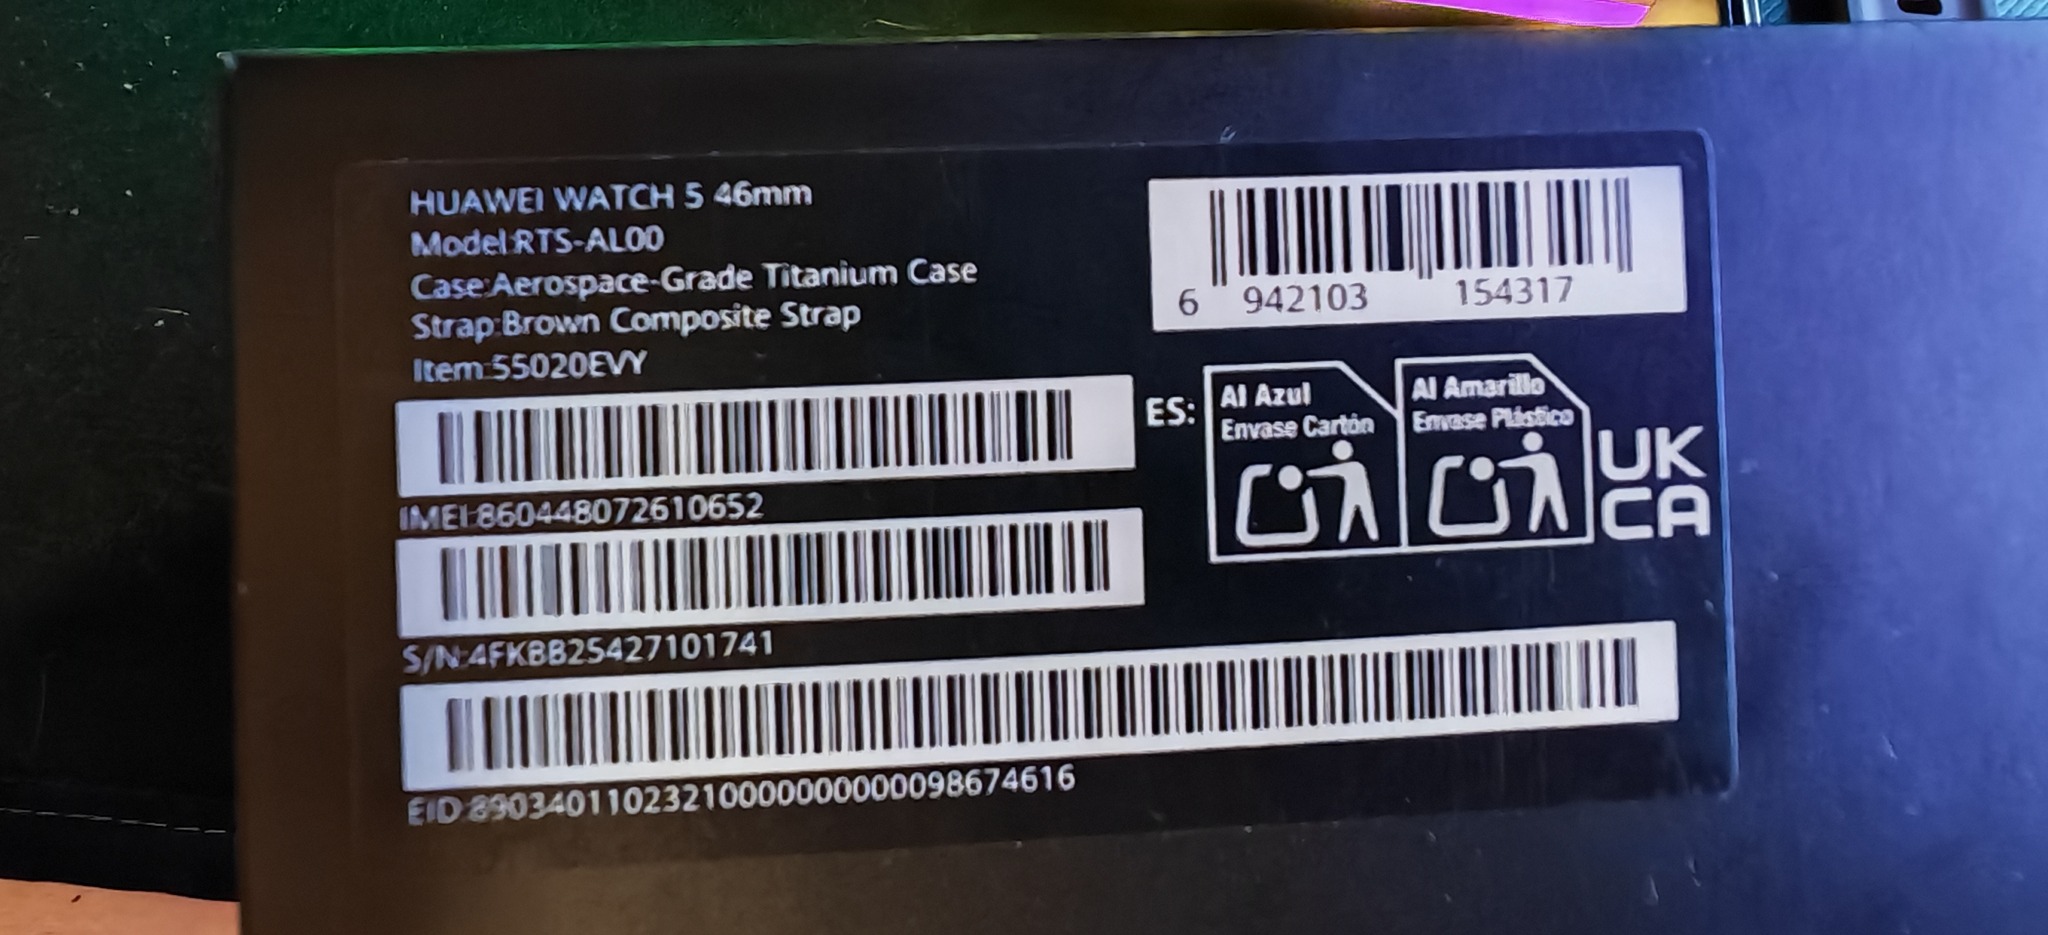 HUAWEI WATCH 5 46mm
Model:RTS-AL00
Case:Aerospace-Grade Titanium Case
Strap:Brown Composite Strap
Item:55020EVY
6 942103 154317
IMEI:860448072610652
S/N:4FKBB25427101741
EID:89034011023210000000000098674616
ES:
Al Azul
Envase Cartón
Al Amarillo
Envase Plástico
UK
CA